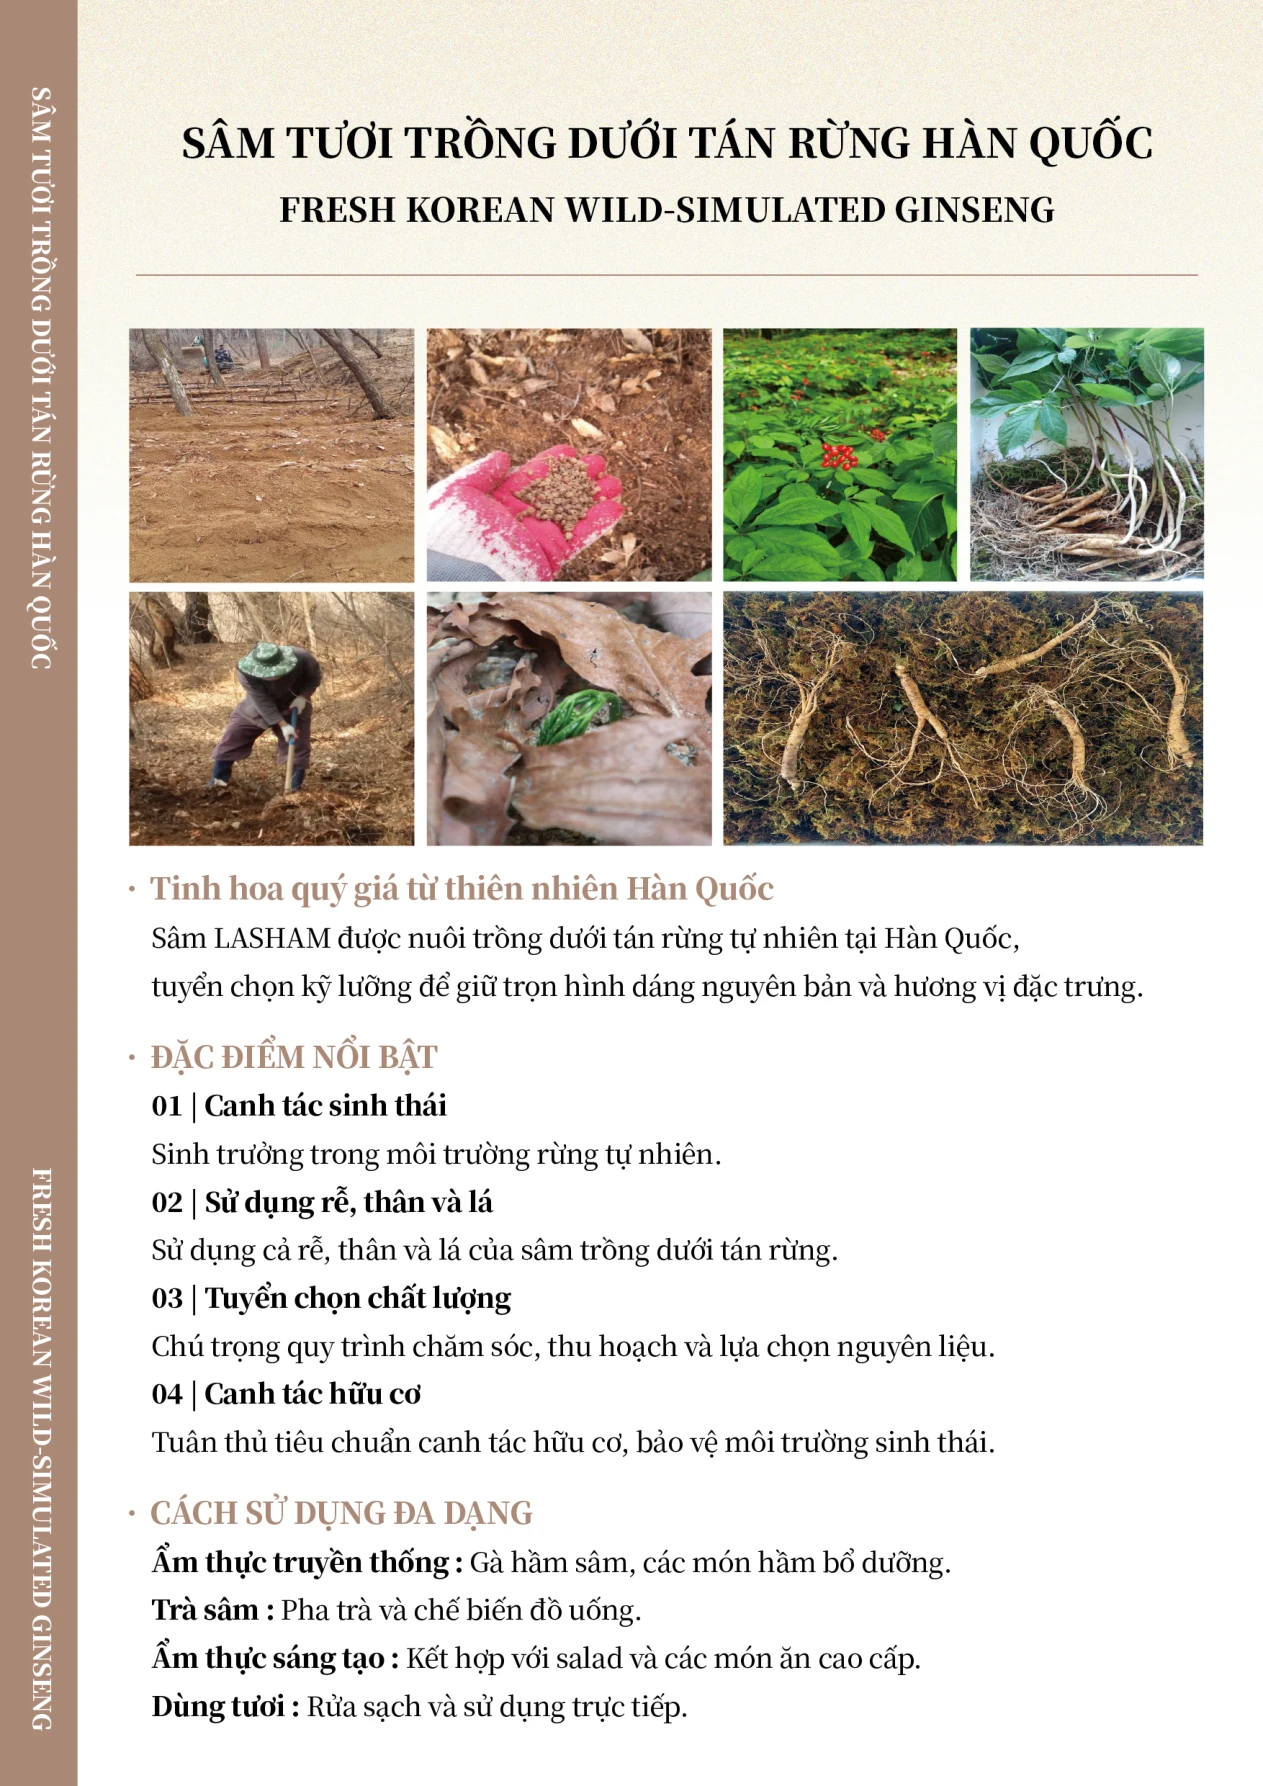 SÂM TƯƠI TRỒNG DƯỚI TÁN RỪNG HÀN QUỐC
FRESH KOREAN WILD-SIMULATED GINSENG
SÂM TƯƠI TRỒNG DƯỚI TÁN RỪNG HÀN QUỐC
FRESH KOREAN WILD-SIMULATED GINSENG
· Tinh hoa quý giá từ thiên nhiên Hàn Quốc
Sâm LASHAM được nuôi trồng dưới tán rừng tự nhiên tại Hàn Quốc,
tuyển chọn kỹ lưỡng để giữ trọn hình dáng nguyên bản và hương vị đặc trưng.
· ĐẶC ĐIỂM NỔI BẬT
01 | Canh tác sinh thái
Sinh trưởng trong môi trường rừng tự nhiên.
02 | Sử dụng rễ, thân và lá
Sử dụng cả rễ, thân và lá của sâm trồng dưới tán rừng.
03 | Tuyển chọn chất lượng
Chú trọng quy trình chăm sóc, thu hoạch và lựa chọn nguyên liệu.
04 | Canh tác hữu cơ
Tuân thủ tiêu chuẩn canh tác hữu cơ, bảo vệ môi trường sinh thái.
· CÁCH SỬ DỤNG ĐA DẠNG
Ẩm thực truyền thống : Gà hầm sâm, các món hầm bổ dưỡng.
Trà sâm : Pha trà và chế biến đồ uống.
Ẩm thực sáng tạo : Kết hợp với salad và các món ăn cao cấp.
Dùng tươi : Rửa sạch và sử dụng trực tiếp.